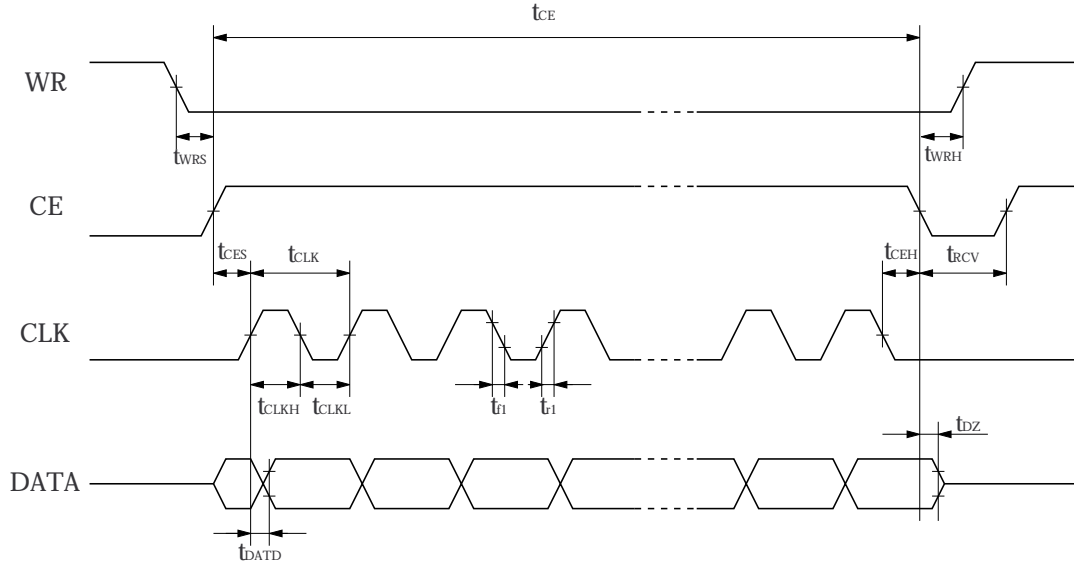 tCE
WR
tWRS
tWRH
CE
tCES
tCLK
tCEH
tRCV
CLK
tCLKH
tCLKL
tf1
tr1
tDZ
DATA
tDATD